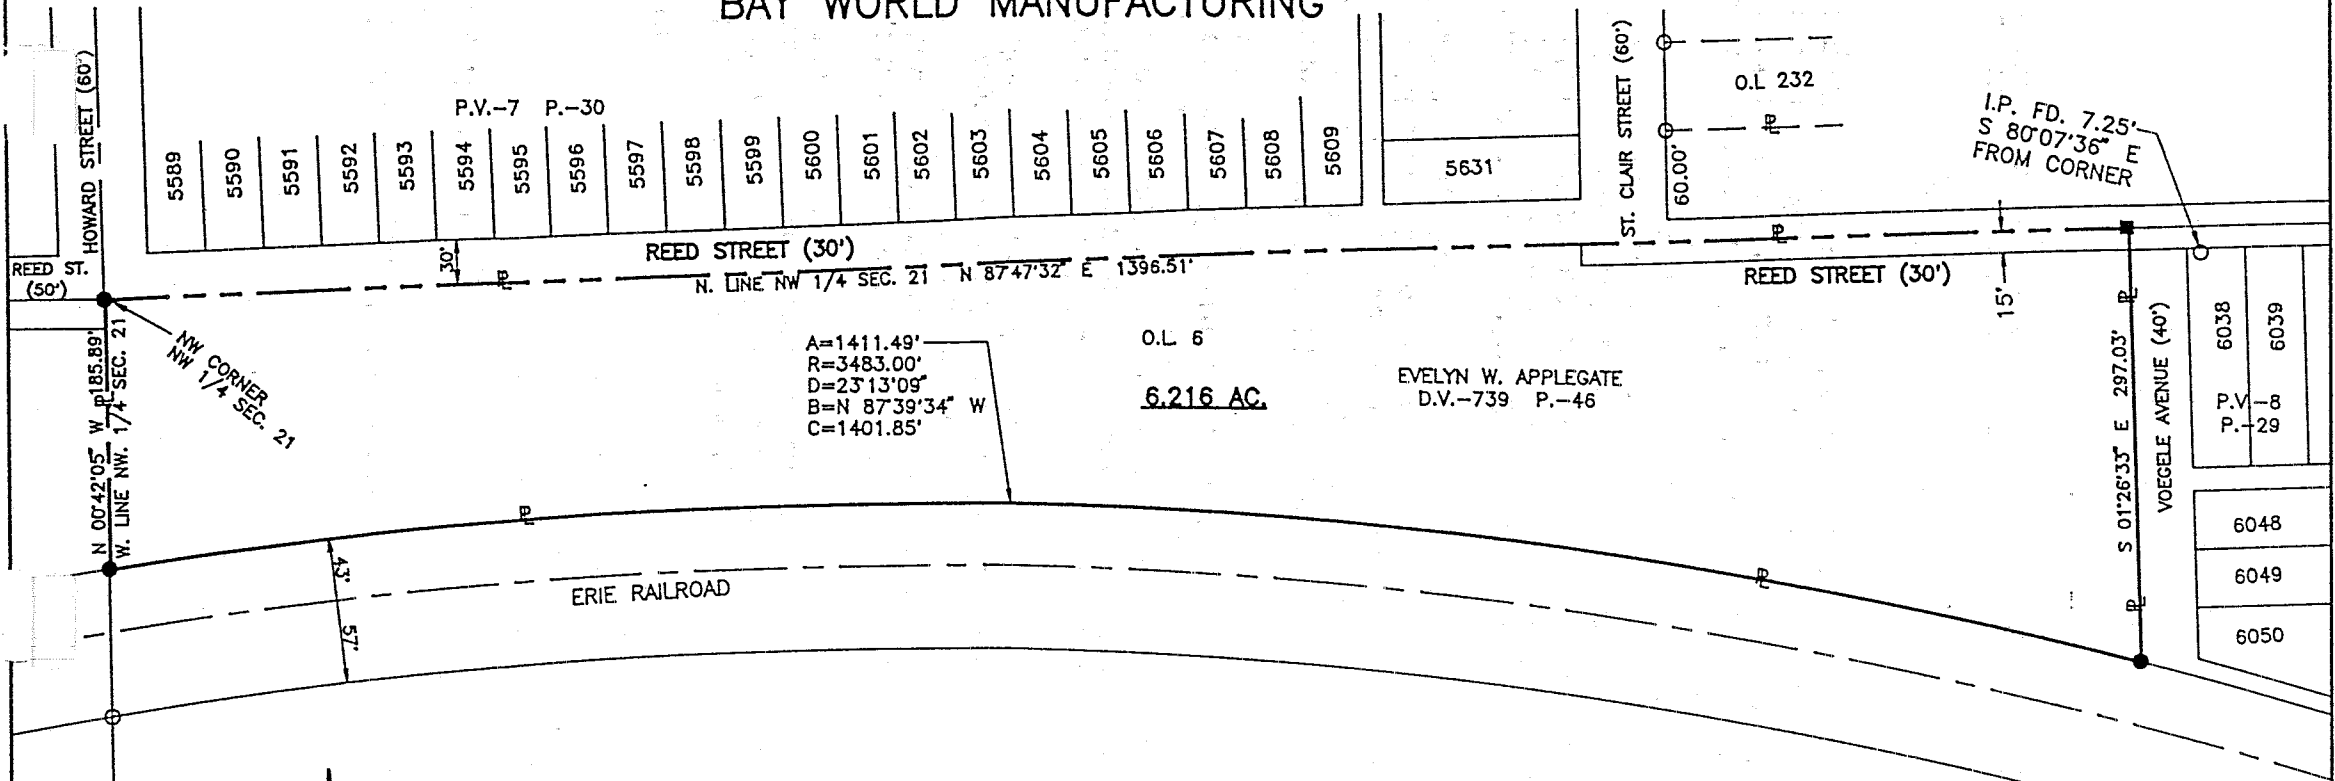 BAY WORLD MANUFACTURING
HOWARD STREET (60')
P.V.-7 P.-30
5589
5590
5591
5592
5593
5594
5595
5596
5597
5598
5599
5600
5601
5602
5603
5604
5605
5606
5607
5608
5609
5631
ST. CLAIR STREET (60')
60.00'
O.L 232
I.P. FD. 7.25'
S 80°07'36" E
FROM CORNER
REED ST.
(50')
30'
REED STREET (30')
N. LINE NW 1/4 SEC. 21 N 87°47'32" E 1396.51'
REED STREET (30')
15'
NW CORNER
NW 1/4 SEC. 21
N 00°42'05" W 185.89'
W. LINE NW. 1/4 SEC. 21
A=1411.49'
R=3483.00'
D=23°13'09"
B=N 87°39'34" W
C=1401.85'
O.L. 6
6.216 AC.
EVELYN W. APPLEGATE
D.V.-739 P.-46
S 01°26'33" E 297.03'
VOEGELE AVENUE (40')
6038
6039
P.V.-8
P.-29
6048
6049
6050
43'
57'
ERIE RAILROAD